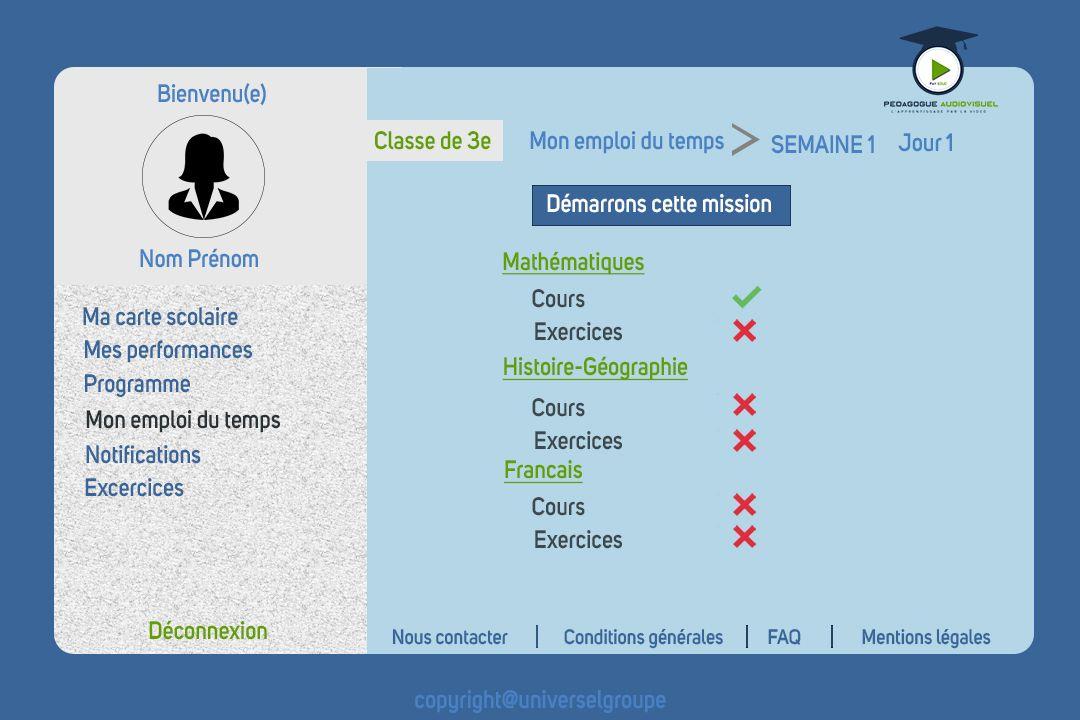 Bienvenu(e)
Nom Prénom
Ma carte scolaire
Mes performances
Programme
Mon emploi du temps
Notifications
Excercices
Déconnexion
PEDAGOGUE AUDIOVISUEL
L'APPRENTISSAGE PAR LA VIDEO
Classe de 3e
Mon emploi du temps > SEMAINE 1 Jour 1
Démarrons cette mission
Mathématiques
Cours
Exercices
Histoire-Géographie
Cours
Exercices
Francais
Cours
Exercices
Nous contacter | Conditions générales | FAQ | Mentions légales
copyright@universelgroupe